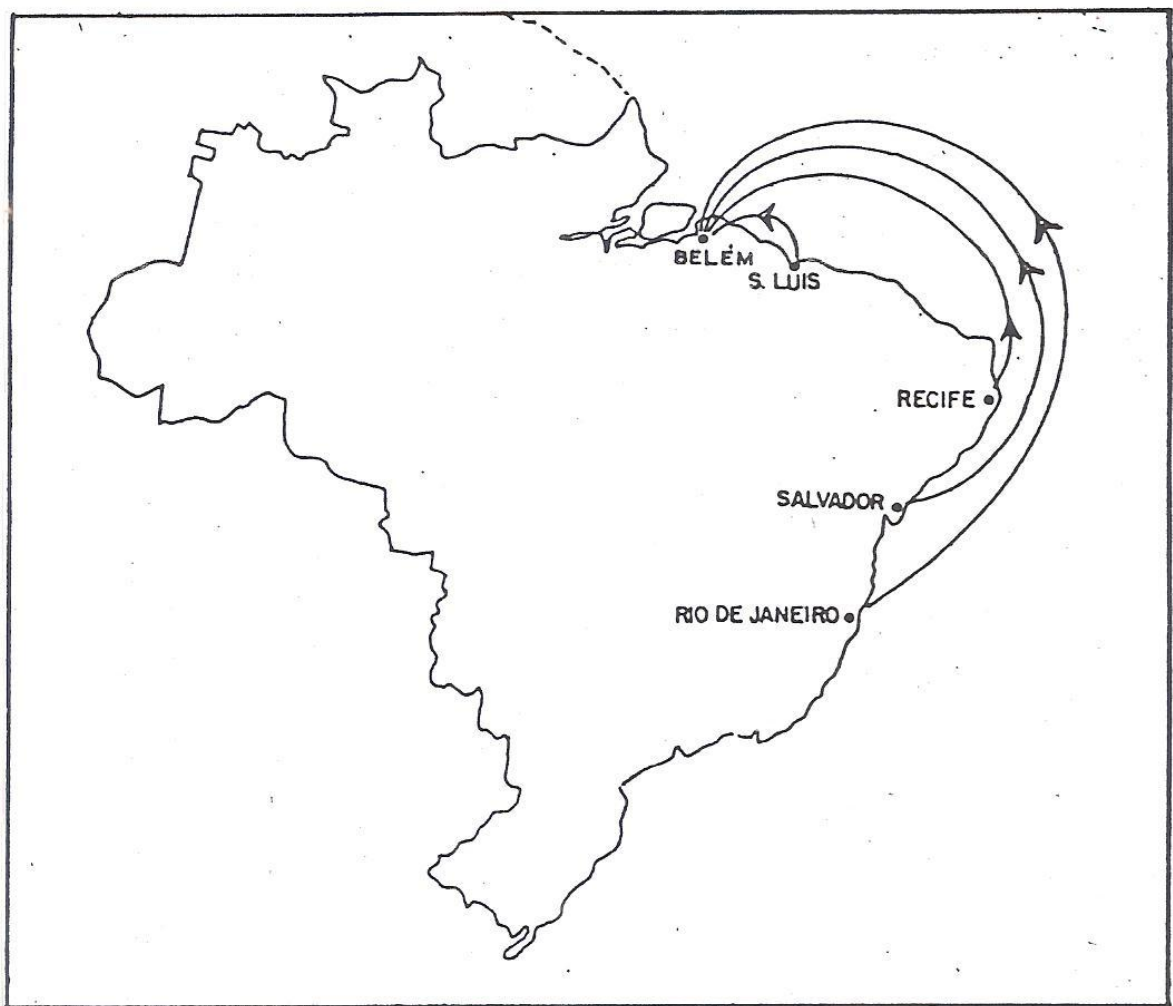 BELÉM
S. LUIS
RECIFE
SALVADOR
RIO DE JANEIRO